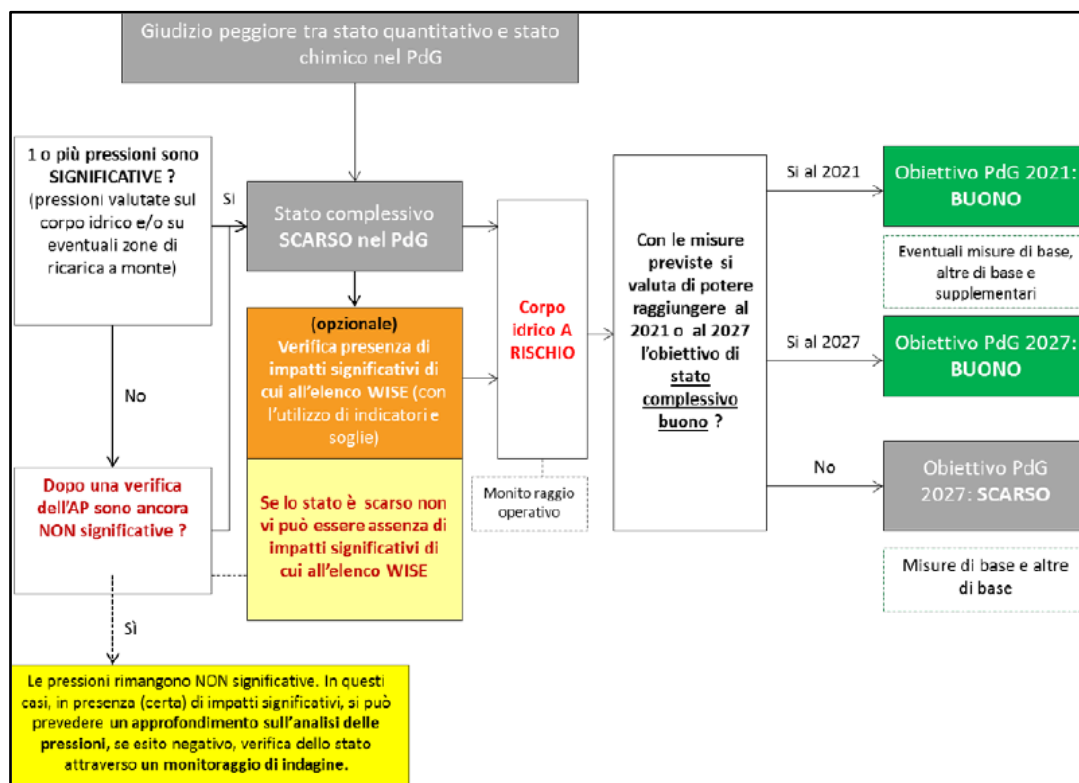 Giudizio peggiore tra stato quantitativo e stato
chimico nel PdG
1 o più pressioni sono
SIGNIFICATIVE ?
(pressioni valutate sul
corpo idrico e/o su
eventuali zone di
ricarica a monte)
Si
Stato complessivo
SCARSO nel PdG
(opzionale)
Verifica presenza di
impatti significativi di
cui all'elenco WISE (con
l'utilizzo di indicatori e
soglie)
Se lo stato è scarso non
vi può essere assenza di
impatti significativi di
cui all'elenco WISE
No
Dopo una verifica
dell'AP sono ancora
NON significative ?
Sì
Le pressioni rimangono NON significative. In questi
casi, in presenza (certa) di impatti significativi, si può
prevedere un approfondimento sull'analisi delle
pressioni, se esito negativo, verifica dello stato
attraverso un monitoraggio di indagine.
Corpo
idrico A
RISCHIO
Monito raggio
operativo
Con le misure
previste si
valuta di potere
raggiungere al
2021 o al 2027
l'obiettivo di
stato
complessivo
buono ?
Si al 2021
Obiettivo PdG 2021:
BUONO
Eventuali misure di base,
altre di base e
supplementari
Si al 2027
Obiettivo PdG 2027:
BUONO
No
Obiettivo PdG
2027: SCARSO
Misure di base e altre
di base